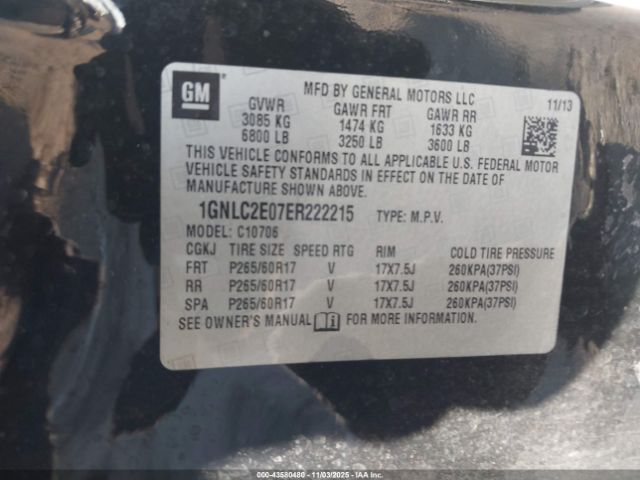 GM
MFD BY GENERAL MOTORS LLC 11/13
GVWR GAWR FRT GAWR RR
3085 KG 1474 KG 1633 KG
6800 LB 3250 LB 3600 LB
THIS VEHICLE CONFORMS TO ALL APPLICABLE U.S. FEDERAL MOTOR
VEHICLE SAFETY STANDARDS IN EFFECT ON THE DATE OF
MANUFACTURE SHOWN ABOVE.
1GNLC2E07ER222215 TYPE: M.P.V.
MODEL: C10706
CGKJ TIRE SIZE SPEED RTG RIM COLD TIRE PRESSURE
FRT P265/60R17 V 17X7.5J 260KPA(37PSI)
RR P265/60R17 V 17X7.5J 260KPA(37PSI)
SPA P265/60R17 V 17X7.5J 260KPA(37PSI)
SEE OWNER'S MANUAL FOR MORE INFORMATION.
00-43580480 - 11/03/2025 - COPYRIGHT IAA, LLC.